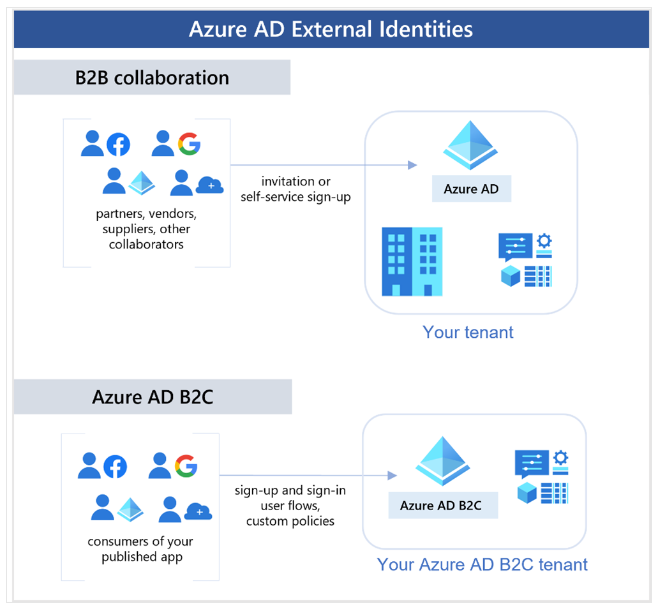 Azure AD External Identities
B2B collaboration
partners, vendors,
suppliers, other
collaborators
invitation or
self-service sign-up
Azure AD
Your tenant
Azure AD B2C
consumers of your
published app
sign-up and sign-in
user flows,
custom policies
Azure AD B2C
Your Azure AD B2C tenant